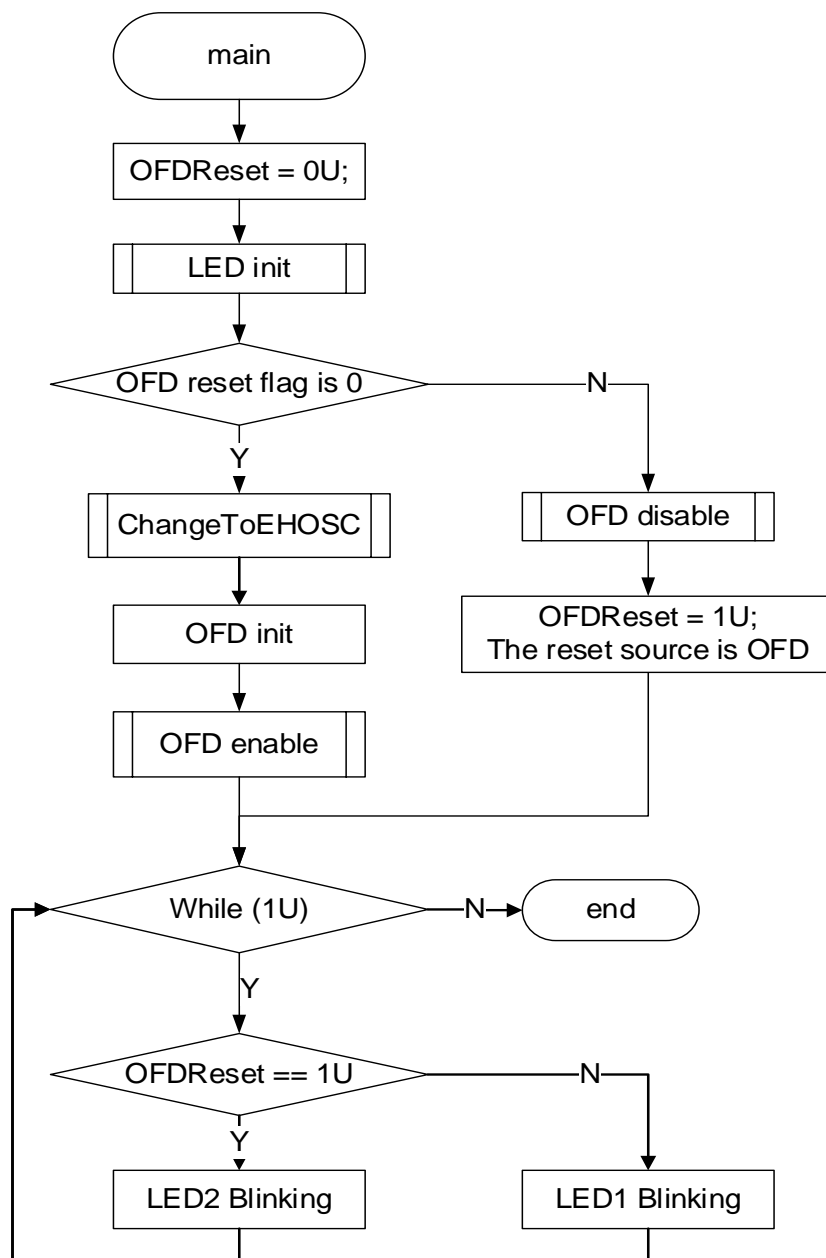 main
OFDReset = 0U;
LED init
OFD reset flag is 0
N
Y
ChangeToEHOSC
OFD disable
OFD init
OFDReset = 1U;
The reset source is OFD
OFD enable
While (1U)
N
end
Y
OFDReset == 1U
N
Y
LED2 Blinking
LED1 Blinking